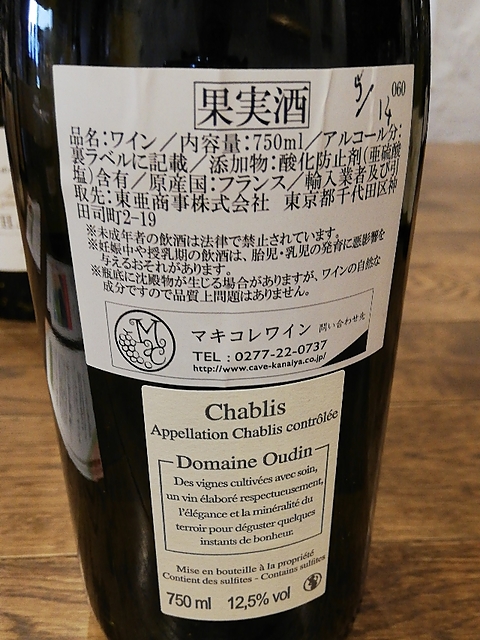 果実酒
5/14
060
品名:ワイン/内容量:750ml/アルコール分:
裏ラベルに記載/添加物:酸化防止剤(亜硫酸
塩)含有/原産国:フランス/輸入業者及び引
取先:東亜商事株式会社 東京都千代田区神
田司町2-19
※未成年者の飲酒は法律で禁止されています。
※妊娠中や授乳期の飲酒は、胎児・乳児の発育に悪影響を
与えるおそれがあります。
※瓶底に沈殿物が生じる場合がありますが、ワインの自然な
成分ですので品質上問題はありません。
マキコレワイン 問い合わせ先
TEL:0277-22-0737
http://www.cave-kanaiya.co.jp/
Chablis
Appellation Chablis contrôlée
Domaine Oudin
Des vignes cultivées avec soin,
un vin élaboré respectueusement,
l'élégance et la minéralité du
terroir pour déguster quelques
instants de bonheur.
Mise en bouteille à la propriété
Contient des sulfites - Contains sulfites
750 ml 12,5% vol